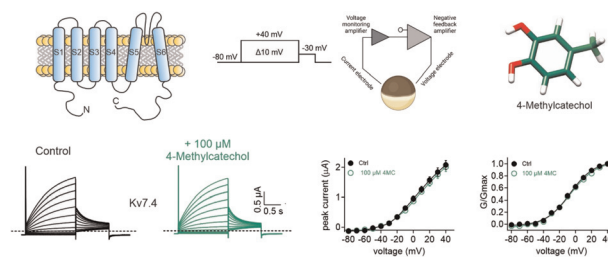 S1 S2 S3 S4 S5 S6
N
C
+40 mV
-80 mV
Δ10 mV
-30 mV
Voltage monitoring amplifier
Negative feedback amplifier
Current electrode
Voltage electrode
4-Methylcatechol
Control
Kv7.4
+ 100 µM
4-Methylcatechol
0.5 µA
0.5 s
peak current (µA)
2
1
0
Ctrl
100 µM 4MC
-80 -60 -40 -20 0 20 40
voltage (mV)
G/Gmax
1.0
0.8
0.6
0.4
0.2
0.0
Ctrl
100 µM 4MC
-80 -60 -40 -20 0 20 40
voltage (mV)